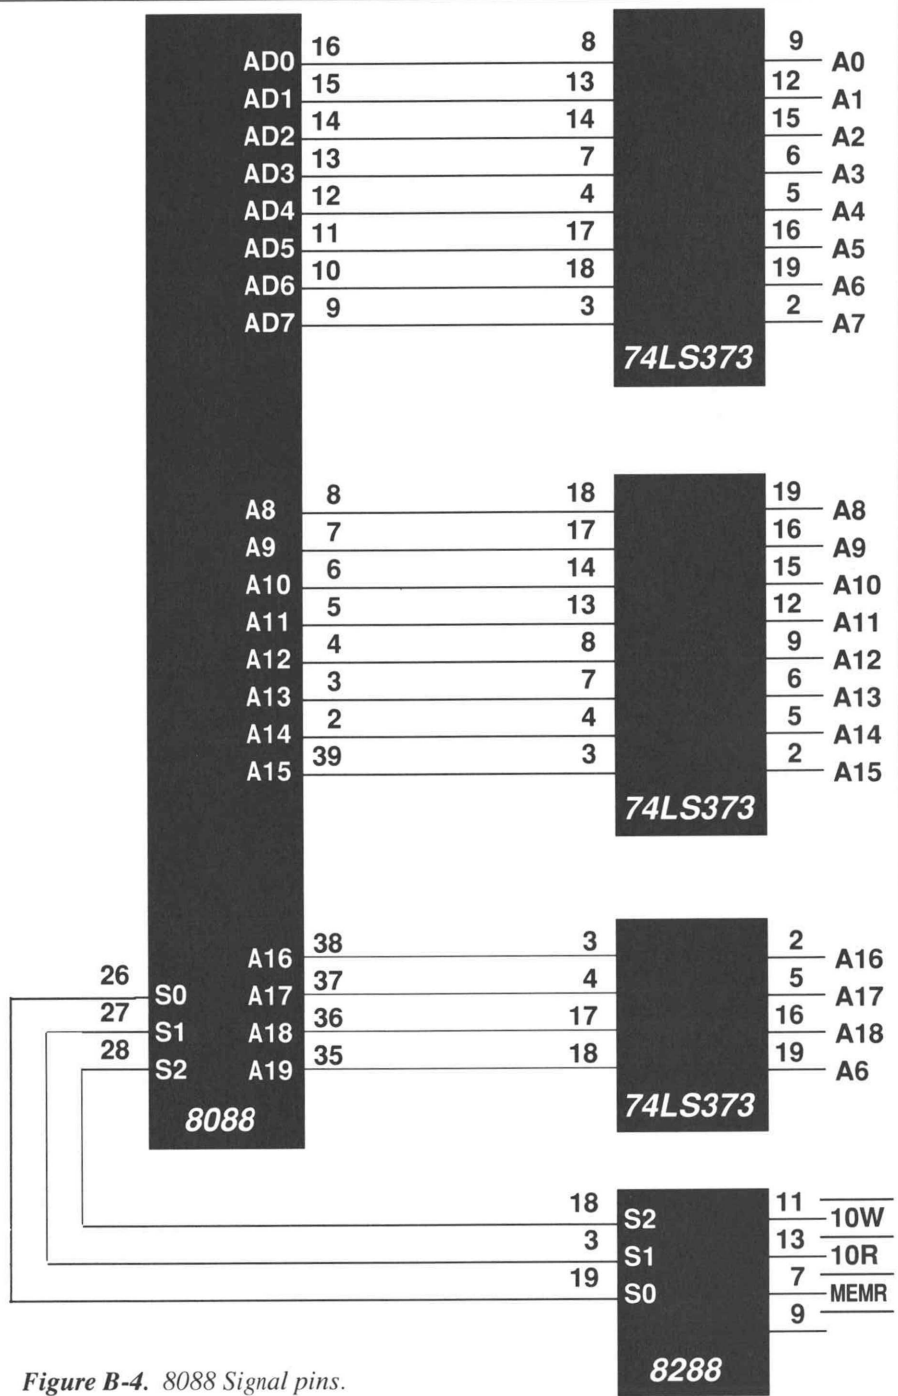 AD0 16 8 9 A0
AD1 15 13 12 A1
AD2 14 14 15 A2
AD3 13 7 6 A3
AD4 12 4 5 A4
AD5 11 17 16 A5
AD6 10 18 19 A6
AD7 9 3 2 A7
74LS373
A8 8 18 19 A8
A9 7 17 16 A9
A10 6 14 15 A10
A11 5 13 12 A11
A12 4 8 9 A12
A13 3 7 6 A13
A14 2 4 5 A14
A15 39 3 2 A15
74LS373
A16 38 3 2 A16
26 S0 A17 37 4 5 A17
27 S1 A18 36 17 16 A18
28 S2 A19 35 18 19 A6
8088
74LS373
18 S2 11 10W
3 S1 13 10R
19 S0 7 MEMR
9
8288
Figure B-4. 8088 Signal pins.